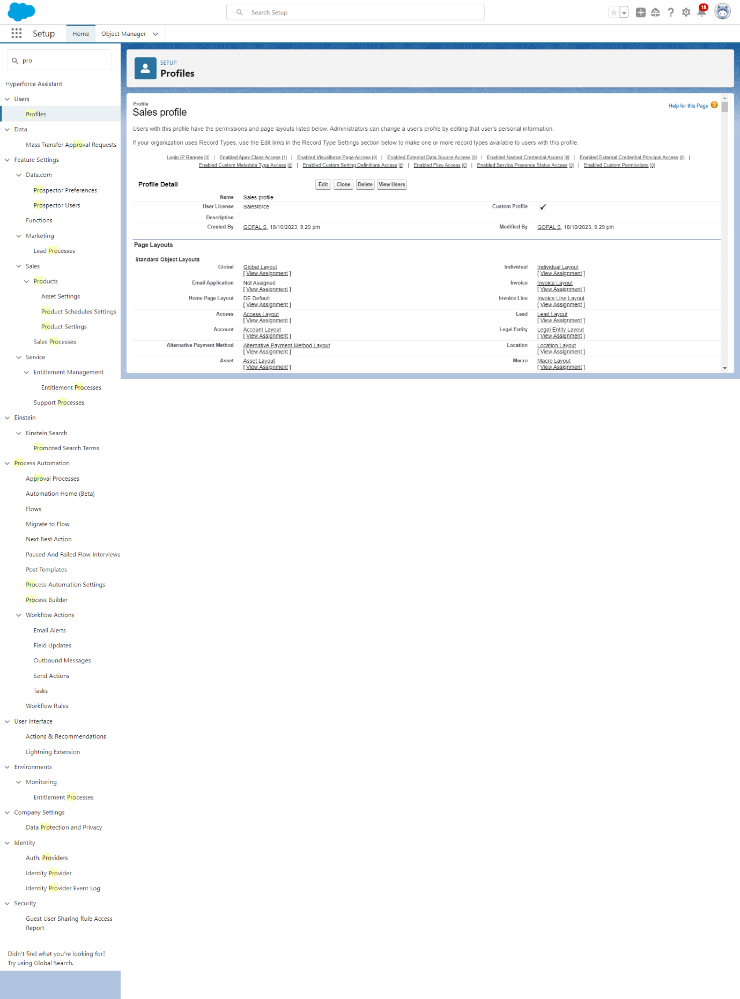 Search Setup
18
Setup
Home
Object Manager
pro
Hyperforce Assistant
Users
Profiles
Data
Mass Transfer Approval Requests
Feature Settings
Data.com
Prospector Preferences
Prospector Users
Functions
Marketing
Lead Processes
Sales
Products
Asset Settings
Product Schedules Settings
Product Settings
Sales Processes
Service
Entitlement Management
Entitlement Processes
Support Processes
Einstein
Einstein Search
Promoted Search Terms
Process Automation
Approval Processes
Automation Home (Beta)
Flows
Migrate to Flow
Next Best Action
Paused And Failed Flow Interviews
Post Templates
Process Automation Settings
Process Builder
Workflow Actions
Email Alerts
Field Updates
Outbound Messages
Send Actions
Tasks
Workflow Rules
User Interface
Actions & Recommendations
Lightning Extension
Environments
Monitoring
Entitlement Processes
Company Settings
Data Protection and Privacy
Identity
Auth. Providers
Identity Provider
Identity Provider Event Log
Security
Guest User Sharing Rule Access
Report
Didn't find what you're looking for?
Try using Global Search.
SETUP
Profiles
Profile
Sales profile
Help for this Page ?
Users with this profile have the permissions and page layouts listed below. Administrators can change a user's profile by editing that user's personal information.
If your organization uses Record Types, use the Edit links in the Record Type Settings section below to make one or more record types available to users with this profile.
Login IP Ranges [0] | Enabled Apex Class Access [1] | Enabled Visualforce Page Access [0] | Enabled External Data Source Access [0] | Enabled Named Credential Access [0] | Enabled External Credential Principal Access [0] |
Enabled Custom Metadata Type Access [0] | Enabled Custom Setting Definitions Access [0] | Enabled Flow Access [0] | Enabled Service Presence Status Access [0] | Enabled Custom Permissions [0]
Profile Detail Edit Clone Delete View Users
Name Sales profile
User License Salesforce Custom Profile ✓
Description
Created By GOPAL S, 18/10/2023, 9:29 pm Modified By GOPAL S, 18/10/2023, 9:29 pm
Page Layouts
Standard Object Layouts
Global Global Layout Individual Individual Layout
[ View Assignment ] [ View Assignment ]
Email Application Not Assigned Invoice Invoice Layout
[ View Assignment ] [ View Assignment ]
Home Page Layout DE Default Invoice Line Invoice Line Layout
[ View Assignment ] [ View Assignment ]
Access Access Layout Lead Lead Layout
[ View Assignment ] [ View Assignment ]
Account Account Layout Legal Entity Legal Entity Layout
[ View Assignment ] [ View Assignment ]
Alternative Payment Method Alternative Payment Method Layout Location Location Layout
[ View Assignment ] [ View Assignment ]
Asset Asset Layout Macro Macro Layout
[ View Assignment ] [ View Assignment ]